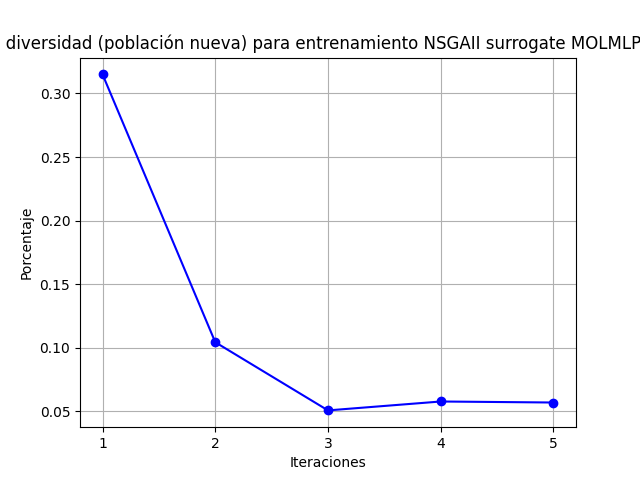 diversidad (población nueva) para entrenamiento NSGAII surrogate MOLMLP
0.30
0.25
0.20
0.15
0.10
0.05
Porcentaje
1 2 3 4 5
Iteraciones